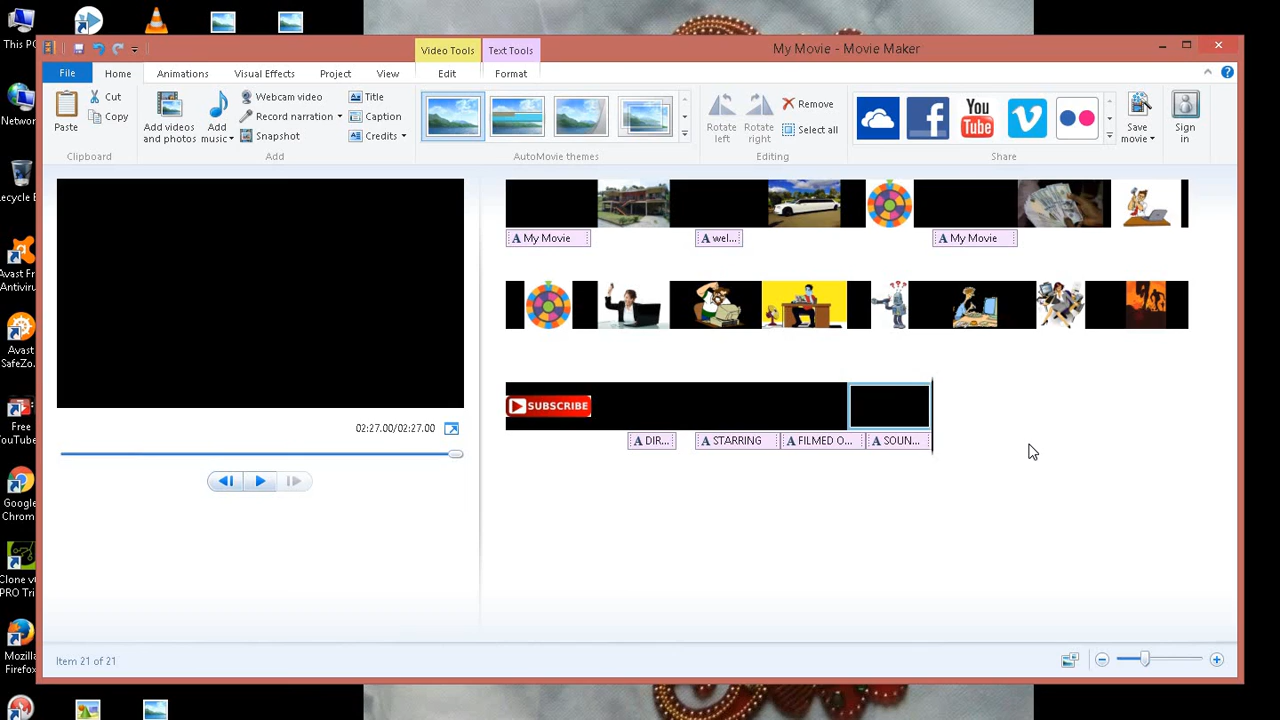 This P
My Movie - Movie Maker
Video Tools
Text Tools
File
Home
Animations
Visual Effects
Project
View
Edit
Format
Paste
Cut
Copy
Clipboard
Add videos
and photos
Add
music
Webcam video
Record narration
Snapshot
Title
Caption
Credits
Add
AutoMovie themes
Rotate
left
Rotate
right
Remove
Select all
Editing
You
Tube
Share
Save
movie
Sign
in
Networ
ecycle B
Avast Fr
Antiviru
Avast
SafeZo
Free
YouTube
Google
Chrom
Clone v
PRO Tri
Mozilla
Firefox
A My Movie
A wel...
A My Movie
SUBSCRIBE
A DIR...
A STARRING
A FILMED O...
A SOUN...
02:27.00/02:27.00
Item 21 of 21